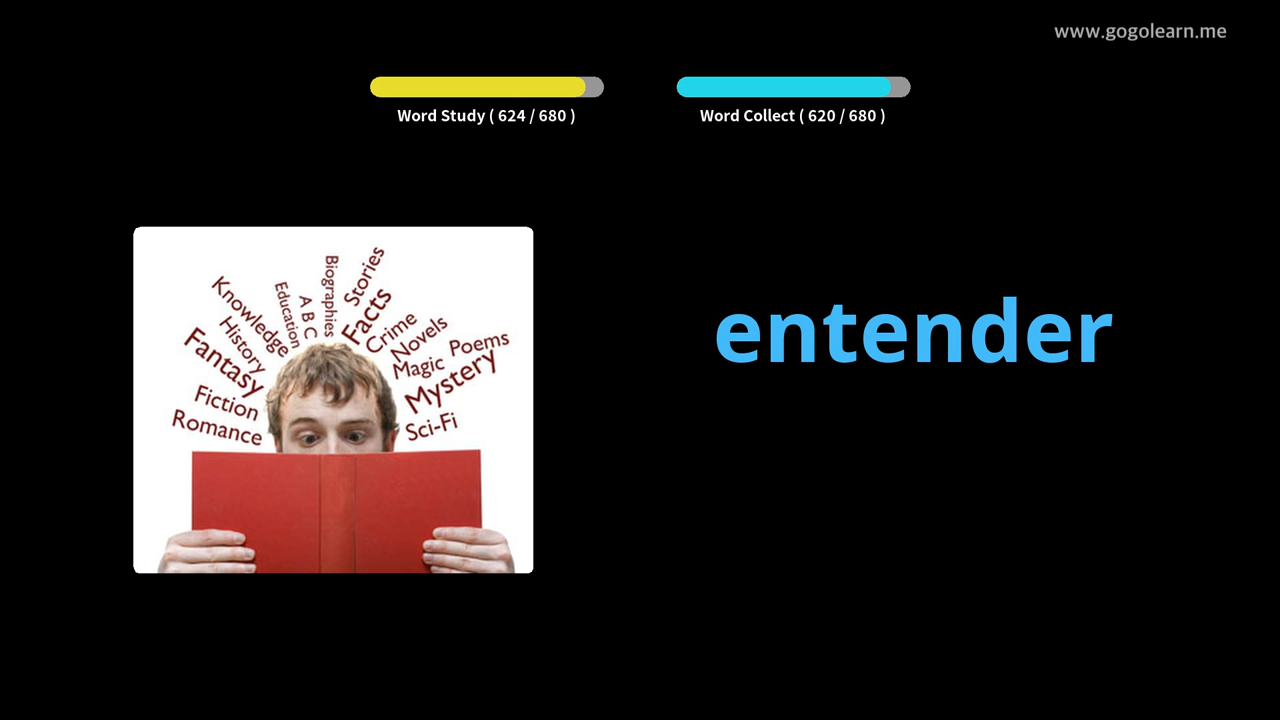 www.gogolearn.me
Word Study ( 624 / 680 )
Word Collect ( 620 / 680 )
Biographies
Stories
Education
A B C
Facts
Knowledge
History
Crime
Novels
Poems
Fantasy
Magic
Mystery
Fiction
Romance
Sci-Fi
entender